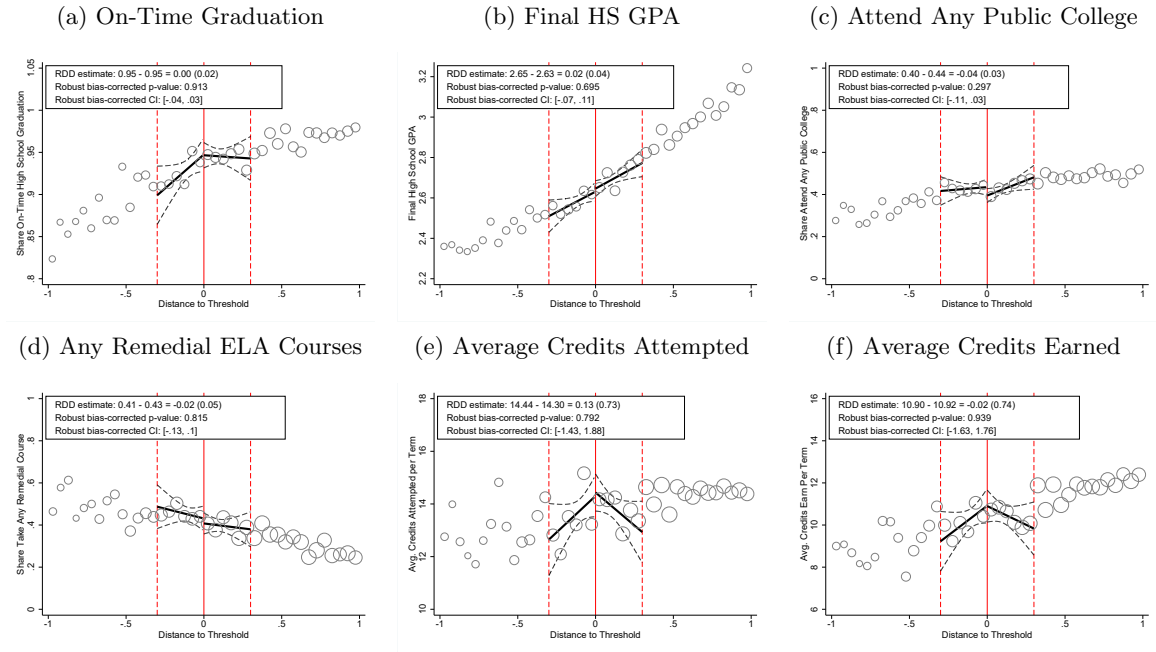 (a) On-Time Graduation
(b) Final HS GPA
(c) Attend Any Public College
RDD estimate: 0.95 - 0.95 = 0.00 (0.02)
Robust bias-corrected p-value: 0.913
Robust bias-corrected CI: [-.04, .03]
Share On-Time High School Graduation
.8 .85 .9 .95 1 1.05
-1 -.5 0 .5 1
Distance to Threshold
RDD estimate: 2.65 - 2.63 = 0.02 (0.04)
Robust bias-corrected p-value: 0.695
Robust bias-corrected CI: [-.07, .11]
Final High School GPA
2.2 2.4 2.6 2.8 3 3.2
-1 -.5 0 .5 1
Distance to Threshold
RDD estimate: 0.40 - 0.44 = -0.04 (0.03)
Robust bias-corrected p-value: 0.297
Robust bias-corrected CI: [-.11, .03]
Share Attend Any Public College
0 .2 .4 .6 .8 1
-1 -.5 0 .5 1
Distance to Threshold
(d) Any Remedial ELA Courses
(e) Average Credits Attempted
(f) Average Credits Earned
RDD estimate: 0.41 - 0.43 = -0.02 (0.05)
Robust bias-corrected p-value: 0.815
Robust bias-corrected CI: [-.13, .1]
Share Take Any Remedial Course
0 .2 .4 .6 .8 1
-1 -.5 0 .5 1
Distance to Threshold
RDD estimate: 14.44 - 14.30 = 0.13 (0.73)
Robust bias-corrected p-value: 0.792
Robust bias-corrected CI: [-1.43, 1.88]
Avg. Credits Attempted per Term
10 12 14 16 18
-1 -.5 0 .5 1
Distance to Threshold
RDD estimate: 10.90 - 10.92 = -0.02 (0.74)
Robust bias-corrected p-value: 0.939
Robust bias-corrected CI: [-1.63, 1.76]
Avg. Credits Earn Per Term
6 8 10 12 14 16
-1 -.5 0 .5 1
Distance to Threshold